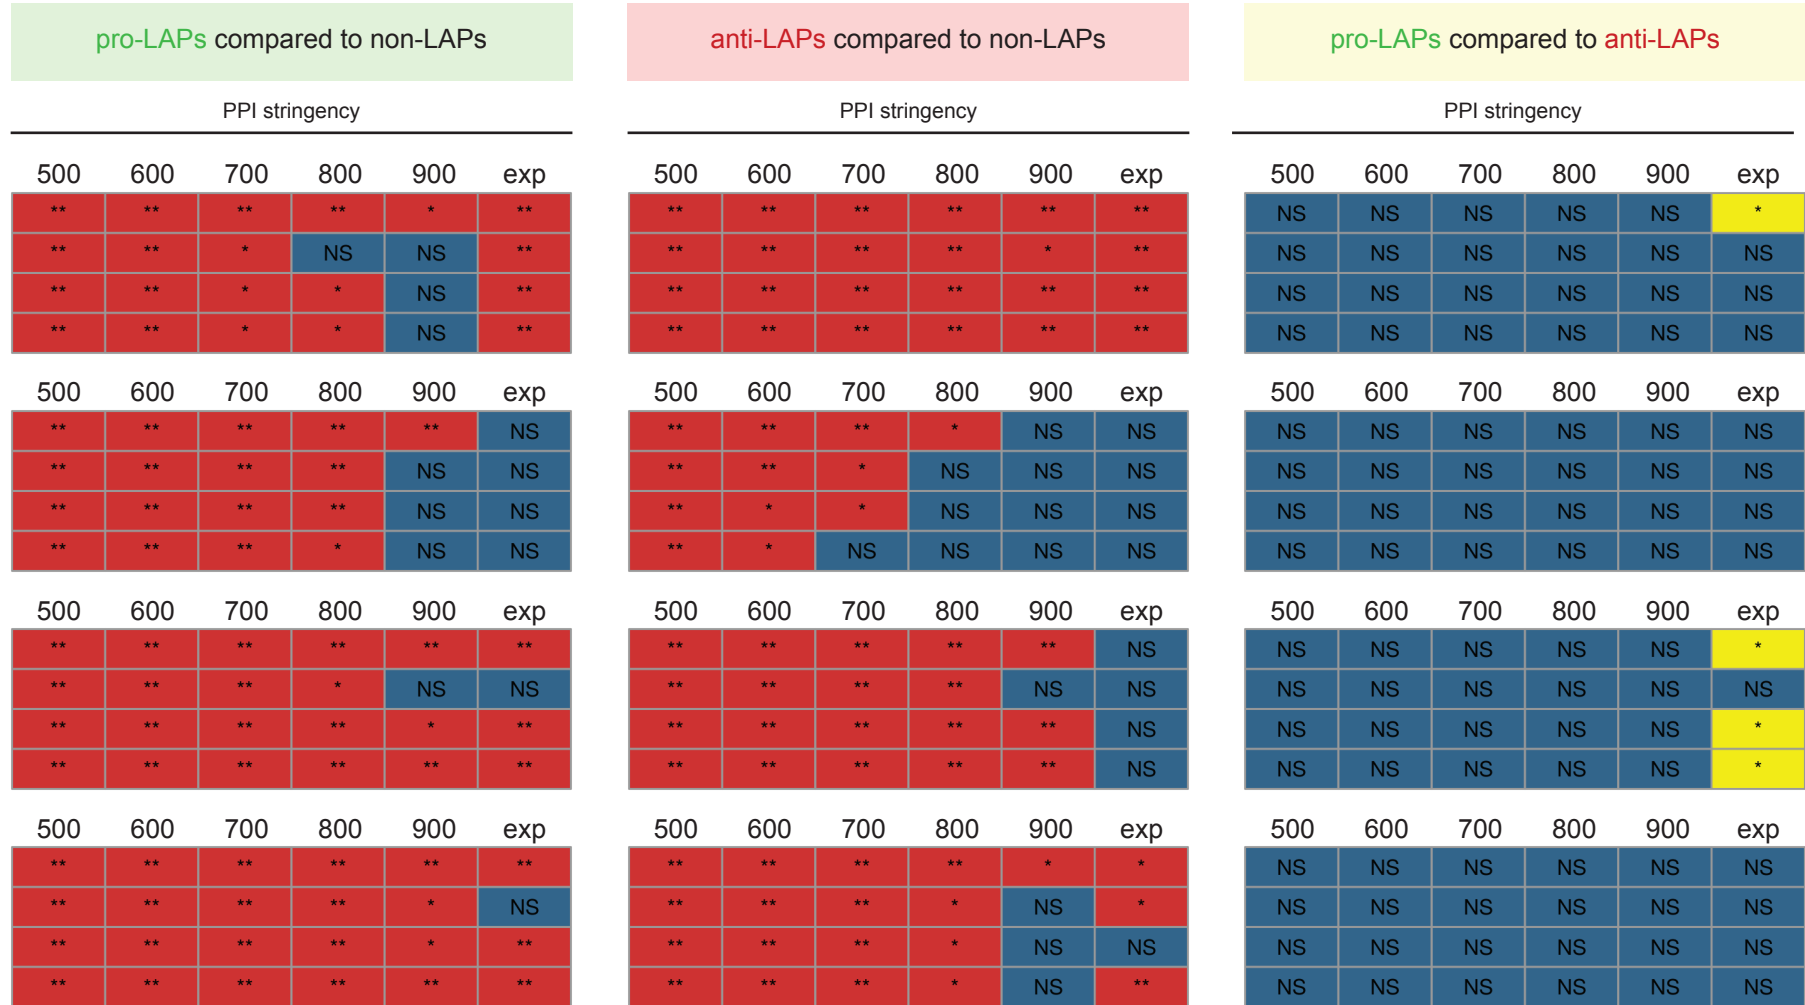 pro-LAPs compared to non-LAPs anti-LAPs compared to non-LAPs pro-LAPs compared to anti-LAPs
PPI stringency PPI stringency PPI stringency
500 600 700 800 900 exp 500 600 700 800 900 exp 500 600 700 800 900 exp
** ** ** ** * ** ** ** ** ** ** ** NS NS NS NS NS *
** ** * NS NS ** ** ** ** ** * ** NS NS NS NS NS NS
** ** * * NS ** ** ** ** ** ** ** NS NS NS NS NS NS
** ** * * NS ** ** ** ** ** ** ** NS NS NS NS NS NS
500 600 700 800 900 exp 500 600 700 800 900 exp 500 600 700 800 900 exp
** ** ** ** ** NS ** ** ** * NS NS NS NS NS NS NS NS
** ** ** ** NS NS ** ** * NS NS NS NS NS NS NS NS NS
** ** ** ** NS NS ** * * NS NS NS NS NS NS NS NS NS
** ** ** * NS NS ** * NS NS NS NS NS NS NS NS NS NS
500 600 700 800 900 exp 500 600 700 800 900 exp 500 600 700 800 900 exp
** ** ** ** ** ** ** ** ** ** ** NS NS NS NS NS NS *
** ** ** * NS NS ** ** ** ** NS NS NS NS NS NS NS NS
** ** ** ** * ** ** ** ** ** ** NS NS NS NS NS NS *
** ** ** ** ** ** ** ** ** ** ** NS NS NS NS NS NS *
500 600 700 800 900 exp 500 600 700 800 900 exp 500 600 700 800 900 exp
** ** ** ** ** ** ** ** ** ** * * NS NS NS NS NS NS
** ** ** ** * NS ** ** ** * NS * NS NS NS NS NS NS
** ** ** ** * ** ** ** ** * NS NS NS NS NS NS NS NS
** ** ** ** ** ** ** ** ** * NS ** NS NS NS NS NS NS